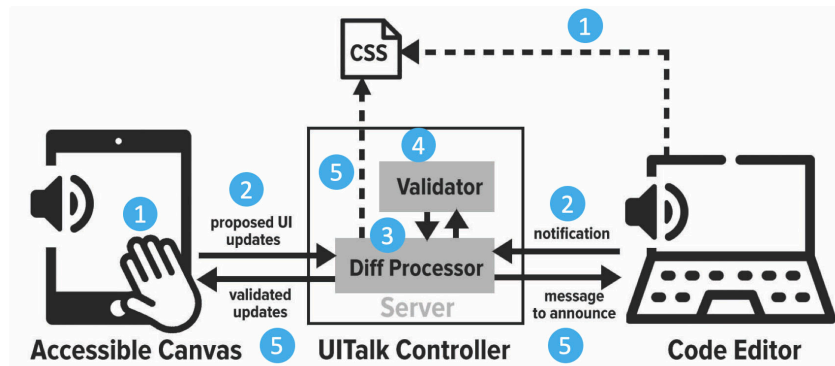 1
CSS
4
5
Validator
2
2
1
proposed UI
updates
3
notification
Diff Processor
validated
updates
Server
message
to announce
5
5
Accessible Canvas
UITalk Controller
Code Editor